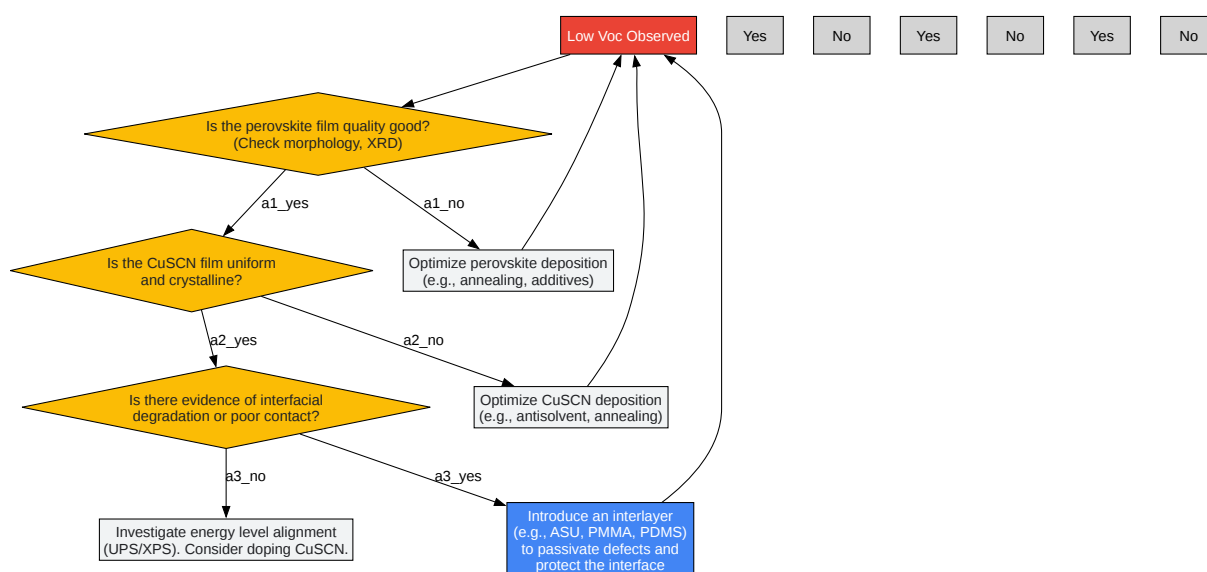 Low Voc Observed
Yes
No
Yes
No
Yes
No
Is the perovskite film quality good?
(Check morphology, XRD)
a1_yes
a1_no
Is the CuSCN film uniform
and crystalline?
Optimize perovskite deposition
(e.g., annealing, additives)
a2_yes
a2_no
Is there evidence of interfacial
degradation or poor contact?
Optimize CuSCN deposition
(e.g., antisolvent, annealing)
a3_no
a3_yes
Investigate energy level alignment
(UPS/XPS). Consider doping CuSCN.
Introduce an interlayer
(e.g., ASU, PMMA, PDMS)
to passivate defects and
protect the interface